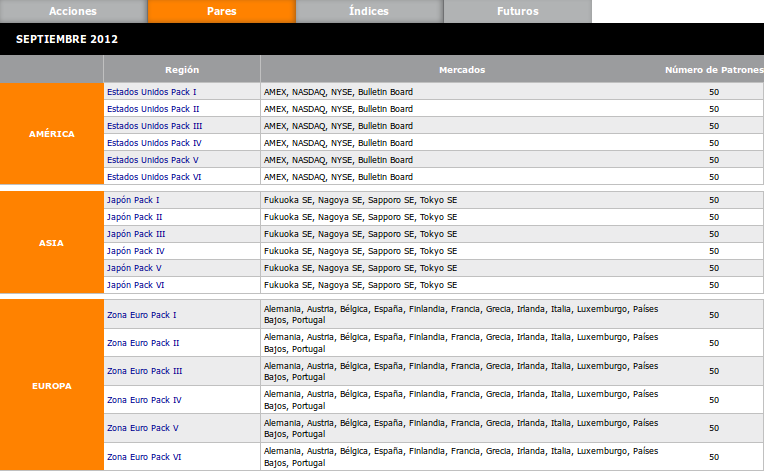 Acciones Pares Índices Futuros
SEPTIEMBRE 2012
Región Mercados Número de Patrones
AMÉRICA
Estados Unidos Pack I AMEX, NASDAQ, NYSE, Bulletin Board 50
Estados Unidos Pack II AMEX, NASDAQ, NYSE, Bulletin Board 50
Estados Unidos Pack III AMEX, NASDAQ, NYSE, Bulletin Board 50
Estados Unidos Pack IV AMEX, NASDAQ, NYSE, Bulletin Board 50
Estados Unidos Pack V AMEX, NASDAQ, NYSE, Bulletin Board 50
Estados Unidos Pack VI AMEX, NASDAQ, NYSE, Bulletin Board 50
ASIA
Japón Pack I Fukuoka SE, Nagoya SE, Sapporo SE, Tokyo SE 50
Japón Pack II Fukuoka SE, Nagoya SE, Sapporo SE, Tokyo SE 50
Japón Pack III Fukuoka SE, Nagoya SE, Sapporo SE, Tokyo SE 50
Japón Pack IV Fukuoka SE, Nagoya SE, Sapporo SE, Tokyo SE 50
Japón Pack V Fukuoka SE, Nagoya SE, Sapporo SE, Tokyo SE 50
Japón Pack VI Fukuoka SE, Nagoya SE, Sapporo SE, Tokyo SE 50
EUROPA
Zona Euro Pack I Alemania, Austria, Bélgica, España, Finlandia, Francia, Grecia, Irlanda, Italia, Luxemburgo, Países 50
Bajos, Portugal
Zona Euro Pack II Alemania, Austria, Bélgica, España, Finlandia, Francia, Grecia, Irlanda, Italia, Luxemburgo, Países 50
Bajos, Portugal
Zona Euro Pack III Alemania, Austria, Bélgica, España, Finlandia, Francia, Grecia, Irlanda, Italia, Luxemburgo, Países 50
Bajos, Portugal
Zona Euro Pack IV Alemania, Austria, Bélgica, España, Finlandia, Francia, Grecia, Irlanda, Italia, Luxemburgo, Países 50
Bajos, Portugal
Zona Euro Pack V Alemania, Austria, Bélgica, España, Finlandia, Francia, Grecia, Irlanda, Italia, Luxemburgo, Países 50
Bajos, Portugal
Zona Euro Pack VI Alemania, Austria, Bélgica, España, Finlandia, Francia, Grecia, Irlanda, Italia, Luxemburgo, Países 50
Bajos, Portugal